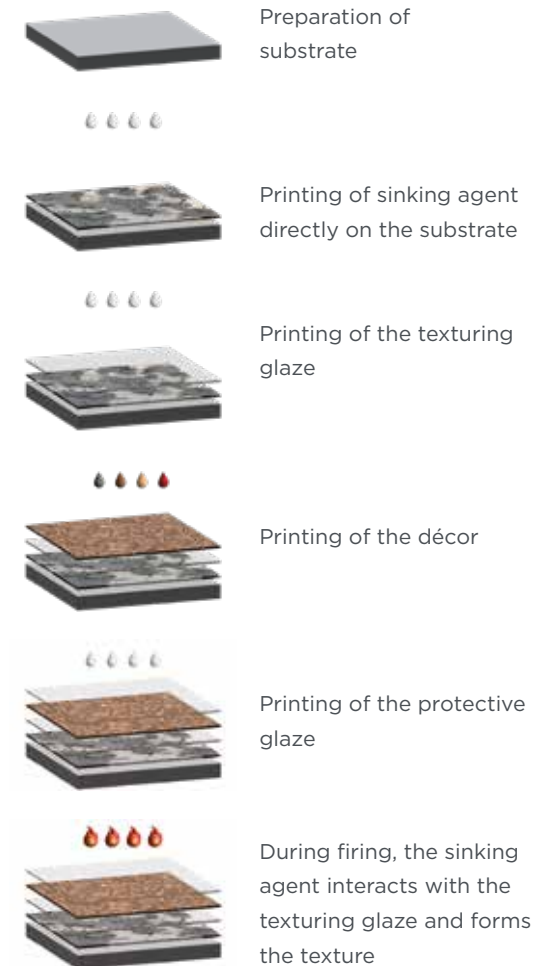 Preparation of
substrate
Printing of sinking agent
directly on the substrate
Printing of the texturing
glaze
Printing of the décor
Printing of the protective
glaze
During firing, the sinking
agent interacts with the
texturing glaze and forms
the texture